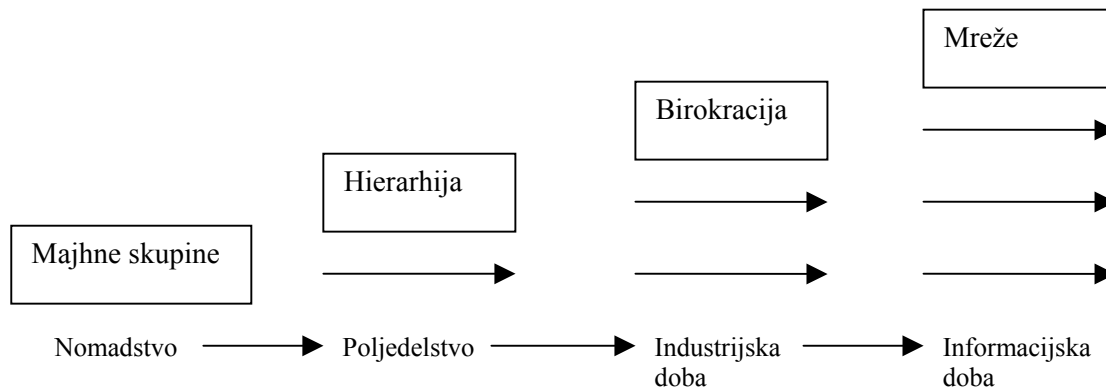 Mreže
Birokracija
Hierarhija
Majhne skupine
Nomadstvo
Poljedelstvo
Industrijska
doba
Informacijska
doba